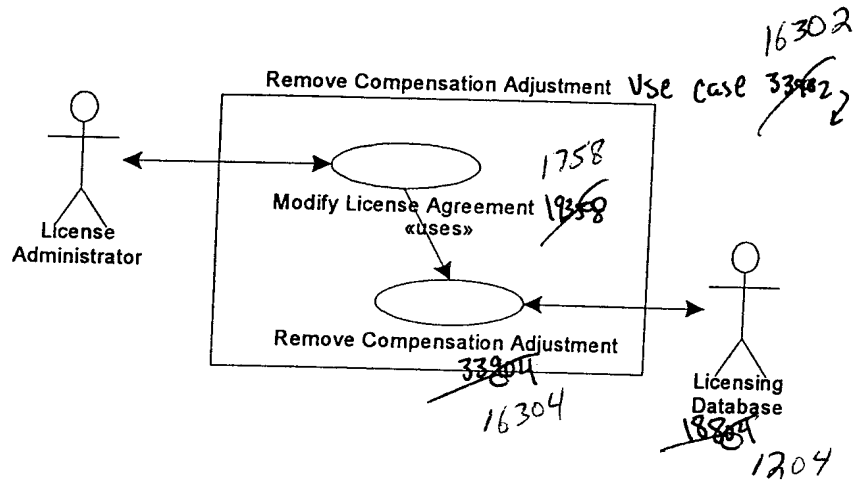 16302
Remove Compensation Adjustment Use case
1758
Modify License Agreement
«uses»
License
Administrator
Remove Compensation Adjustment
16304
Licensing
Database
1204